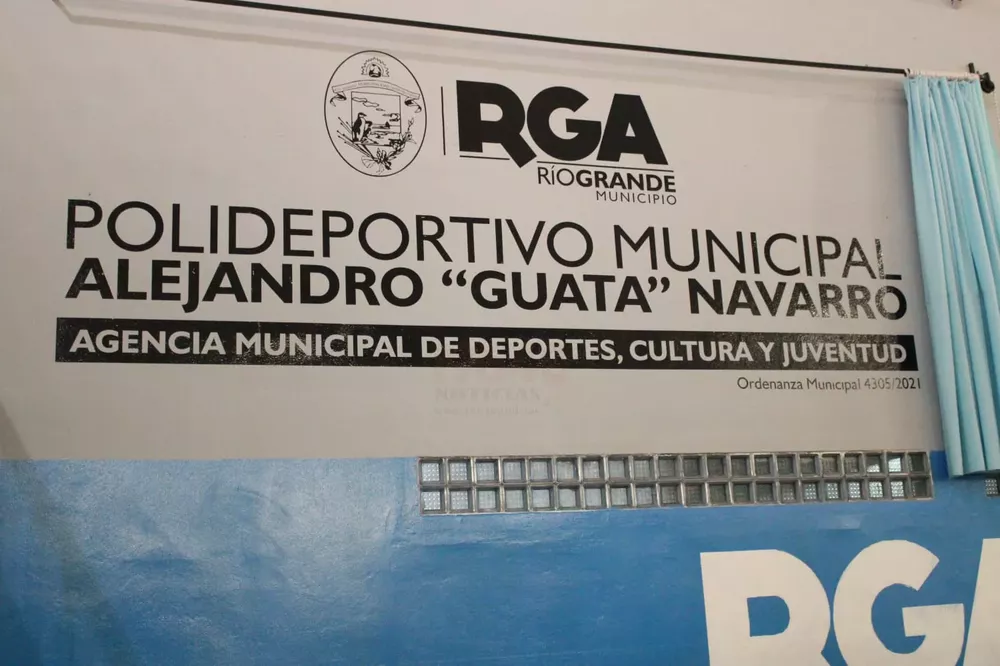 RGA
RÍOGRANDE
MUNICIPIO
POLIDEPORTIVO MUNICIPAL
ALEJANDRO “GUATA” NAVARRO
AGENCIA MUNICIPAL DE DEPORTES, CULTURA Y JUVENTUD
Ordenanza Municipal 4305/2021
NOTICIAS
RGA